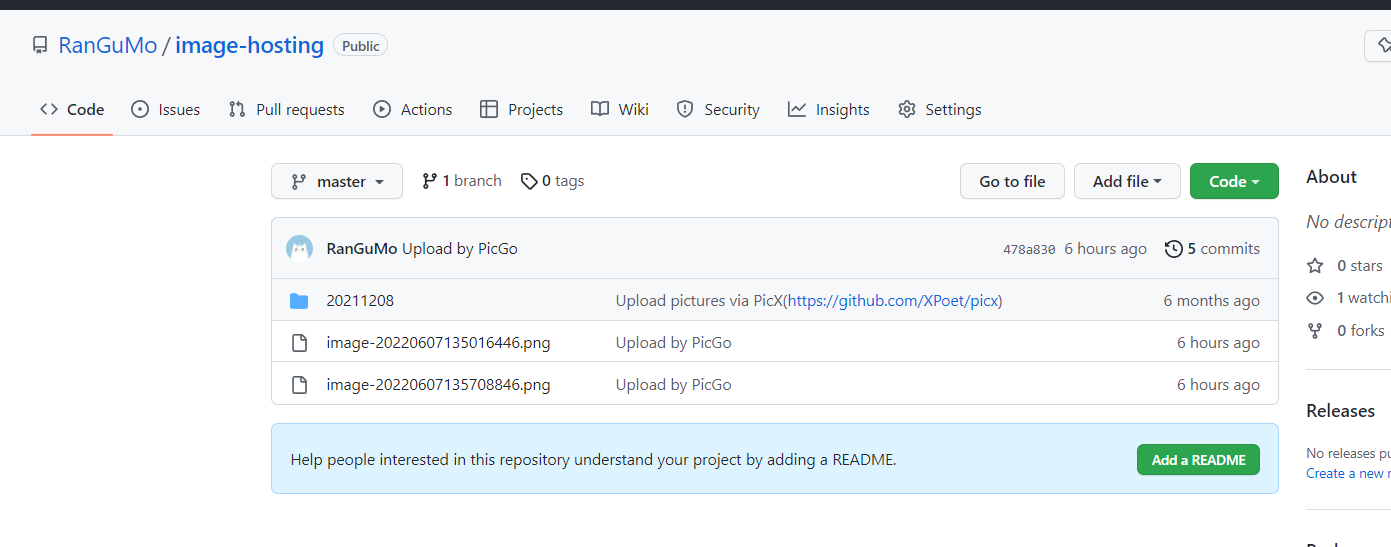 RanGuMo / image-hosting Public
Code Issues Pull requests Actions Projects Wiki Security Insights Settings
master 1 branch 0 tags Go to file Add file Code
RanGuMo Upload by PicGo 478a830 6 hours ago 5 commits
20211208 Upload pictures via PicX(https://github.com/XPoet/picx) 6 months ago
image-20220607135016446.png Upload by PicGo 6 hours ago
image-20220607135708846.png Upload by PicGo 6 hours ago
Help people interested in this repository understand your project by adding a README. Add a README
About
No descript
0 stars
1 watchi
0 forks
Releases
No releases pu
Create a new